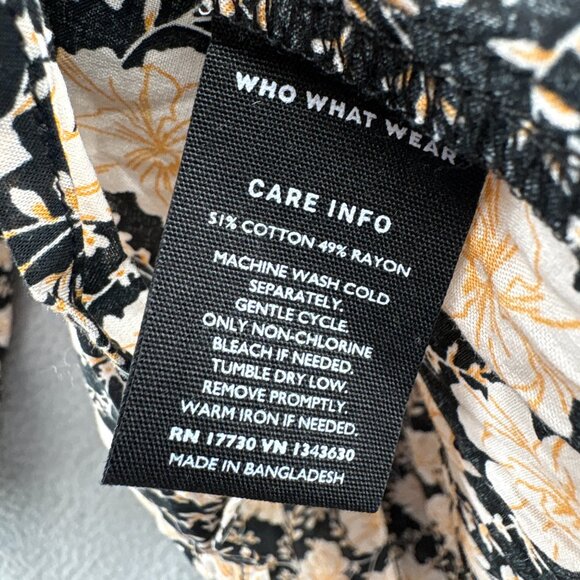 WHO WHAT WEAR
CARE INFO
51% COTTON 49% RAYON
MACHINE WASH COLD
SEPARATELY.
GENTLE CYCLE.
ONLY NON-CHLORINE
BLEACH IF NEEDED.
TUMBLE DRY LOW.
REMOVE PROMPTLY.
WARM IRON IF NEEDED.
RN 17730 VN 1343630
MADE IN BANGLADESH